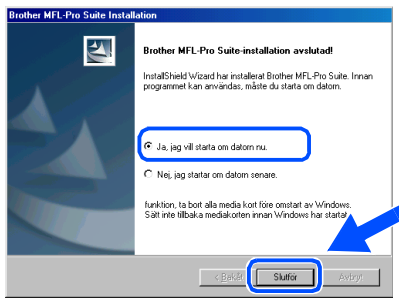 Brother MFL-Pro Suite Installation
Brother MFL-Pro Suite-installation avslutad!
InstallShield Wizard har installerat Brother MFL-Pro Suite. Innan
programmet kan användas, måste du starta om datorn.
Ja, jag vill starta om datorn nu.
Nej, jag startar om datorn senare.
funktion, ta bort alla media kort före omstart av Windows.
Sätt inte tillbaka mediakorten innan Windows har startat.
< Bakåt
Slutför
Avbryt